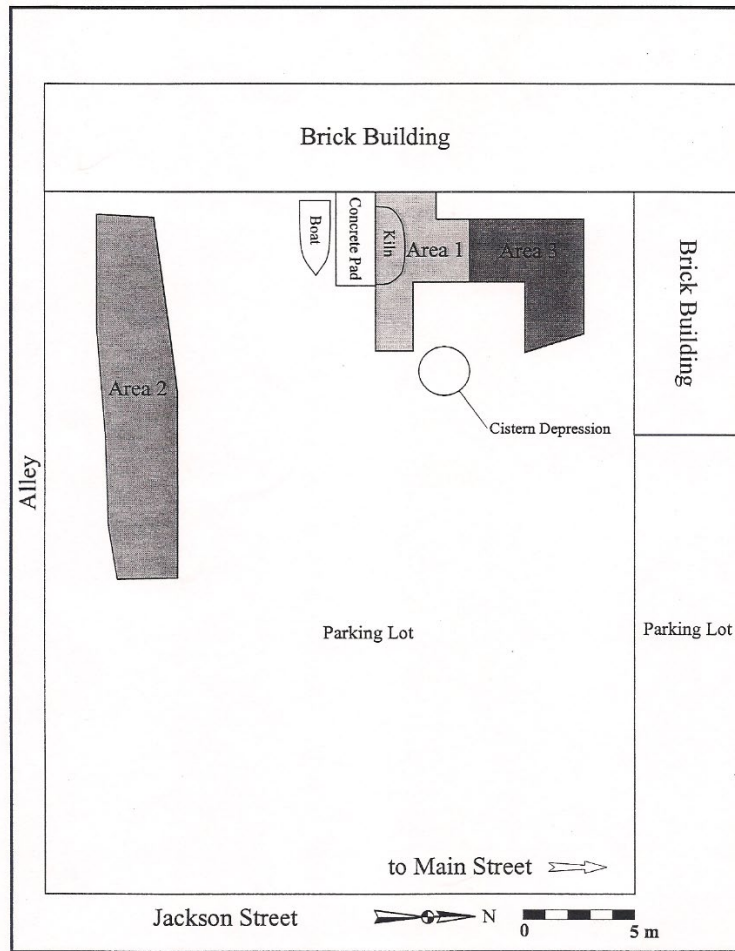 Brick Building
Boat
Concrete Pad
Kiln
Area 1
Area 3
Brick Building
Area 2
Cistern Depression
Alley
Parking Lot
Parking Lot
to Main Street
Jackson Street
N
0
5 m